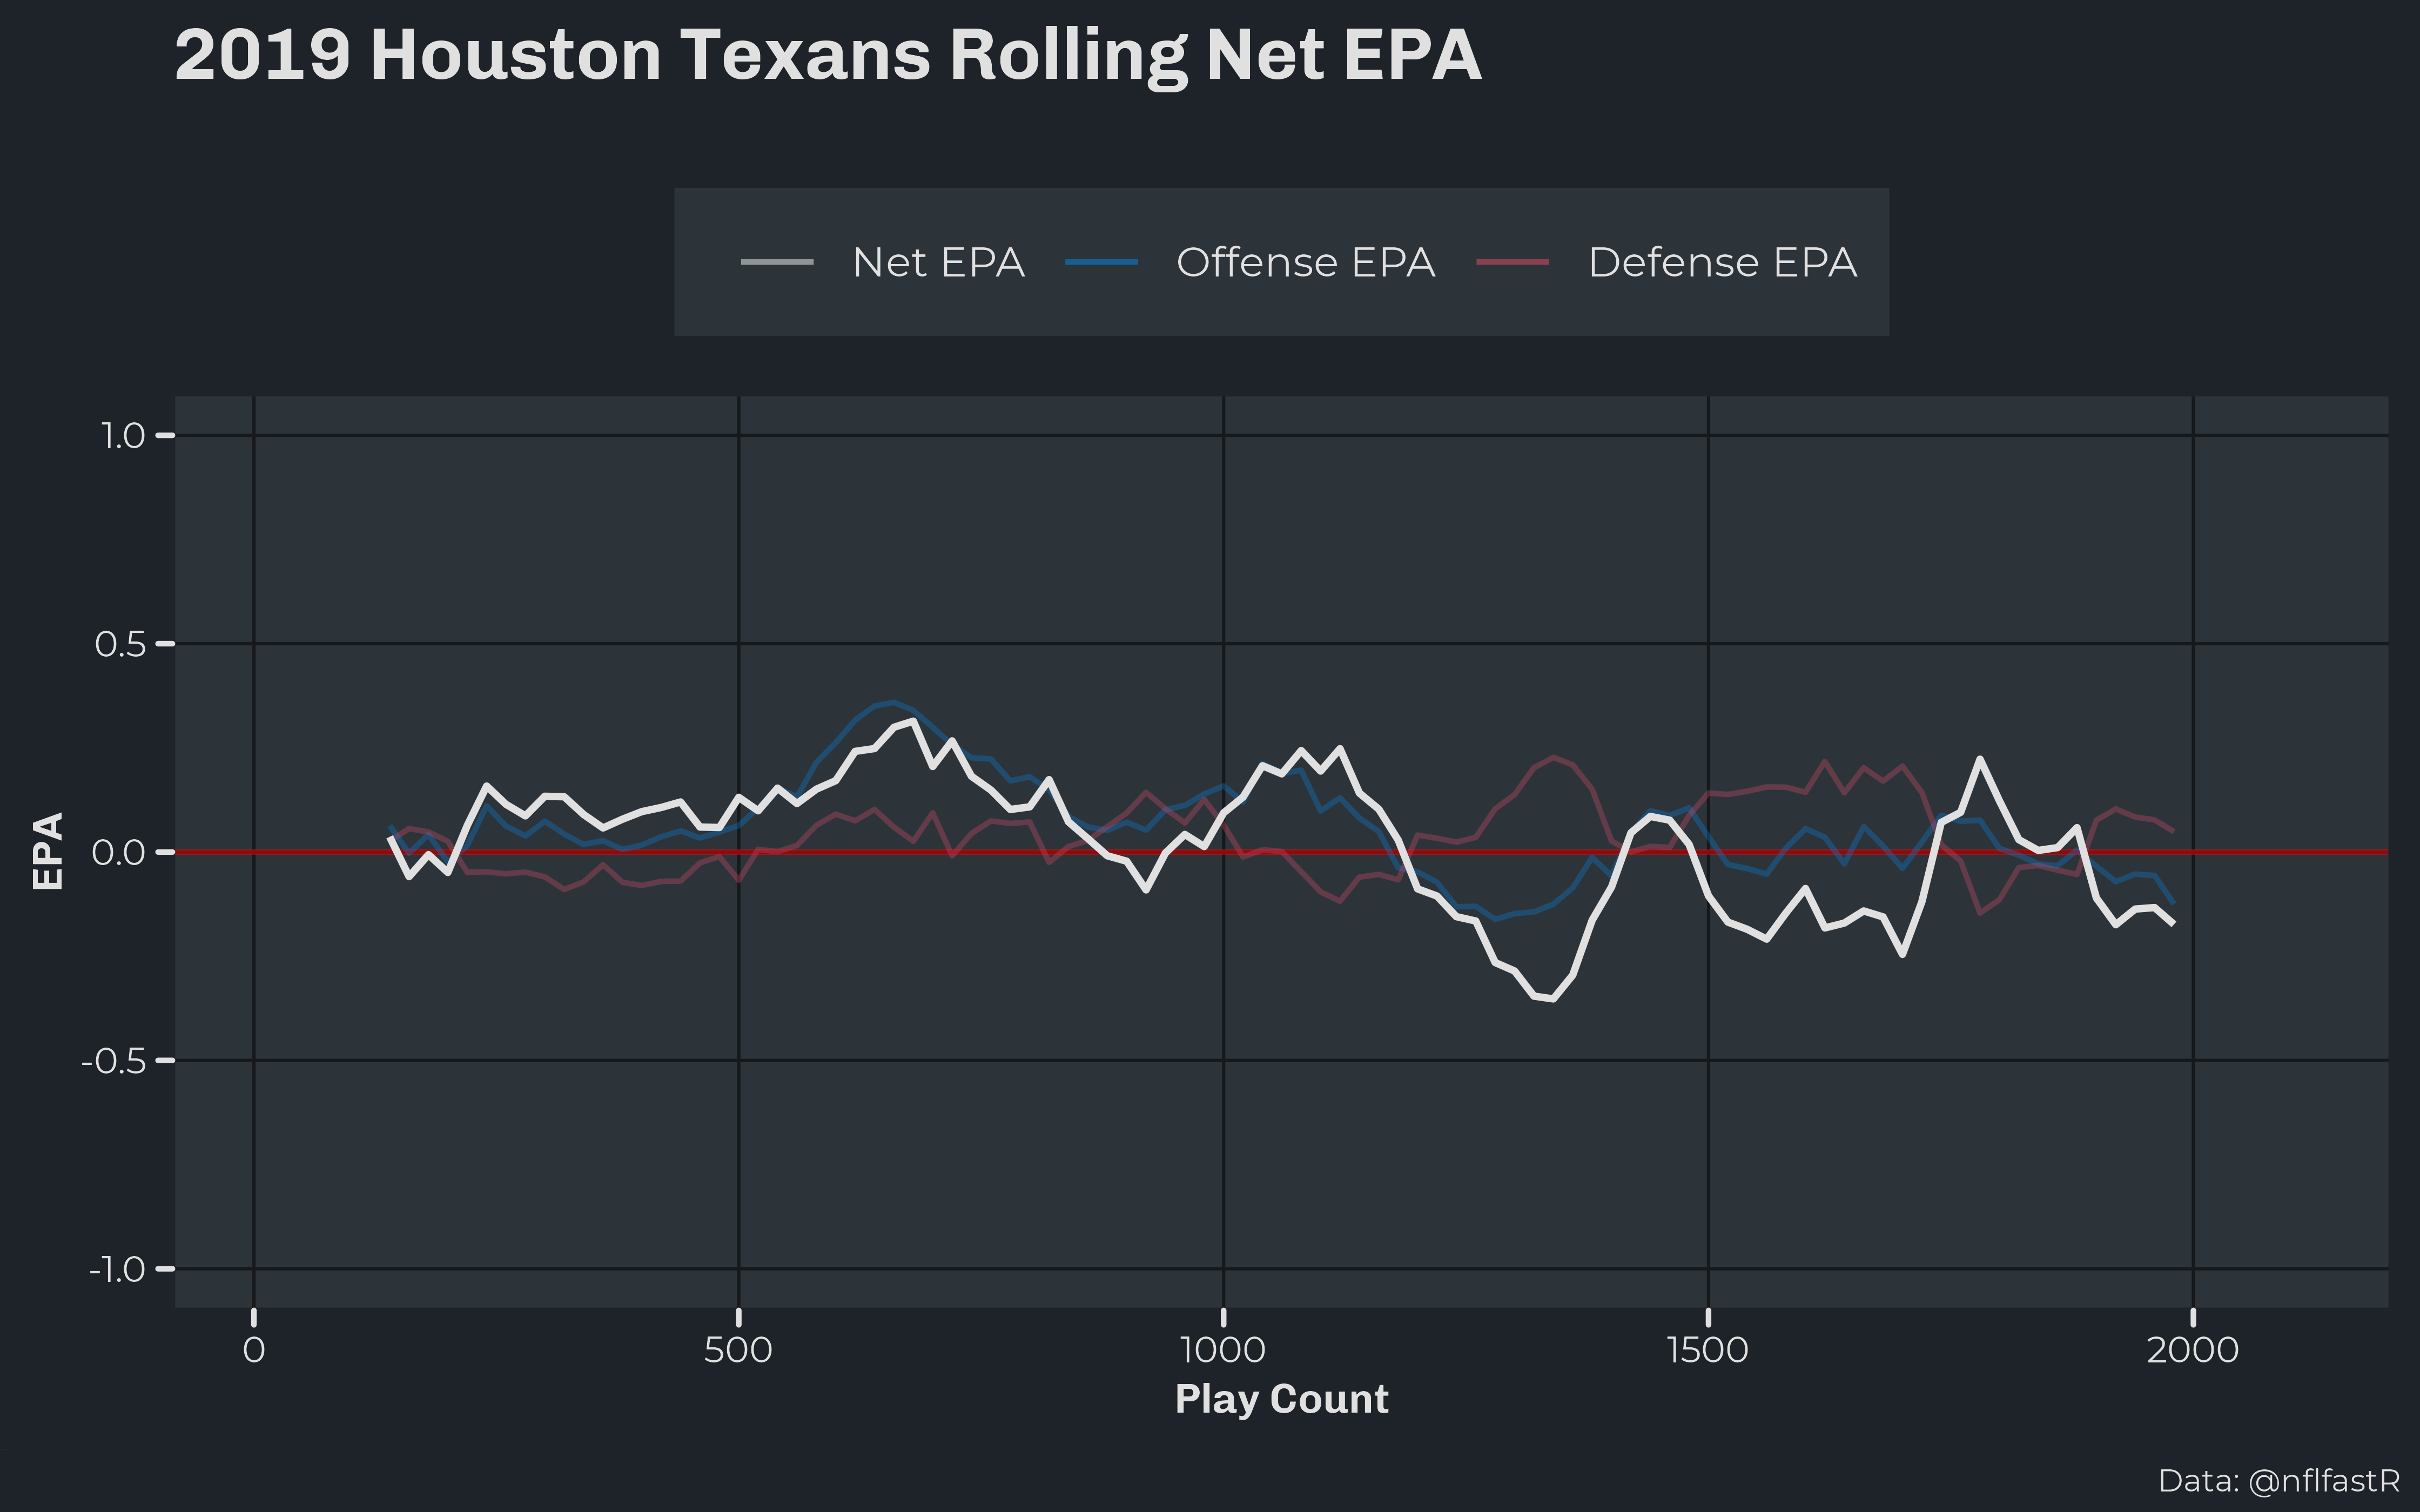 2019 Houston Texans Rolling Net EPA
Net EPA Offense EPA Defense EPA
1.0
0.5
0.0
-0.5
-1.0
EPA
0 500 1000 1500 2000
Play Count
Data: @nflfastR